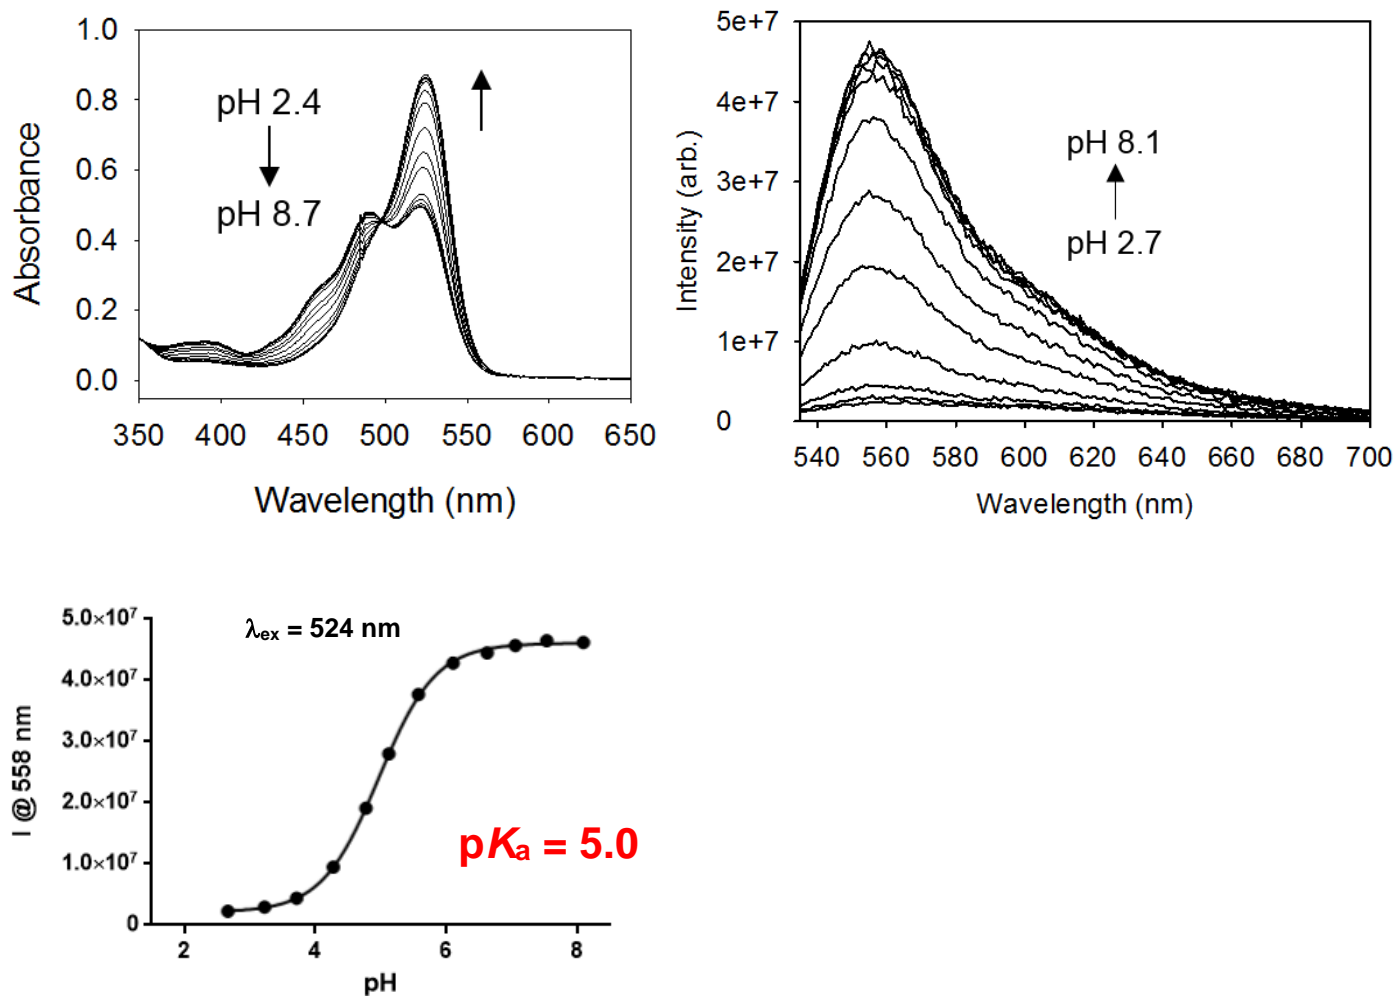 1.0
0.8
0.6
0.4
0.2
0.0
Absorbance
pH 2.4
pH 8.7
350 400 450 500 550 600 650
Wavelength (nm)
5e+7
4e+7
3e+7
2e+7
1e+7
0
Intensity (arb.)
pH 8.1
pH 2.7
540 560 580 600 620 640 660 680 700
Wavelength (nm)
5.0×10⁷
4.0×10⁷
3.0×10⁷
2.0×10⁷
1.0×10⁷
0
I @ 558 nm
λex = 524 nm
pKa = 5.0
2 4 6 8
pH